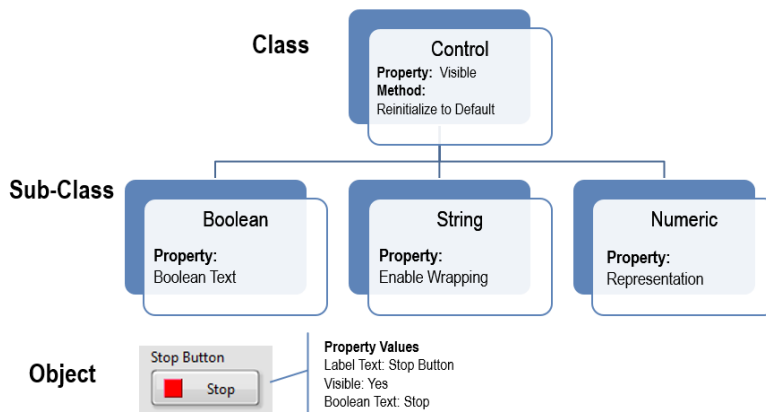 Class
Control
Property: Visible
Method:
Reinitialize to Default
Sub-Class
Boolean
Property:
Boolean Text
String
Property:
Enable Wrapping
Numeric
Property:
Representation
Object
Stop Button
Stop
Property Values
Label Text: Stop Button
Visible: Yes
Boolean Text: Stop